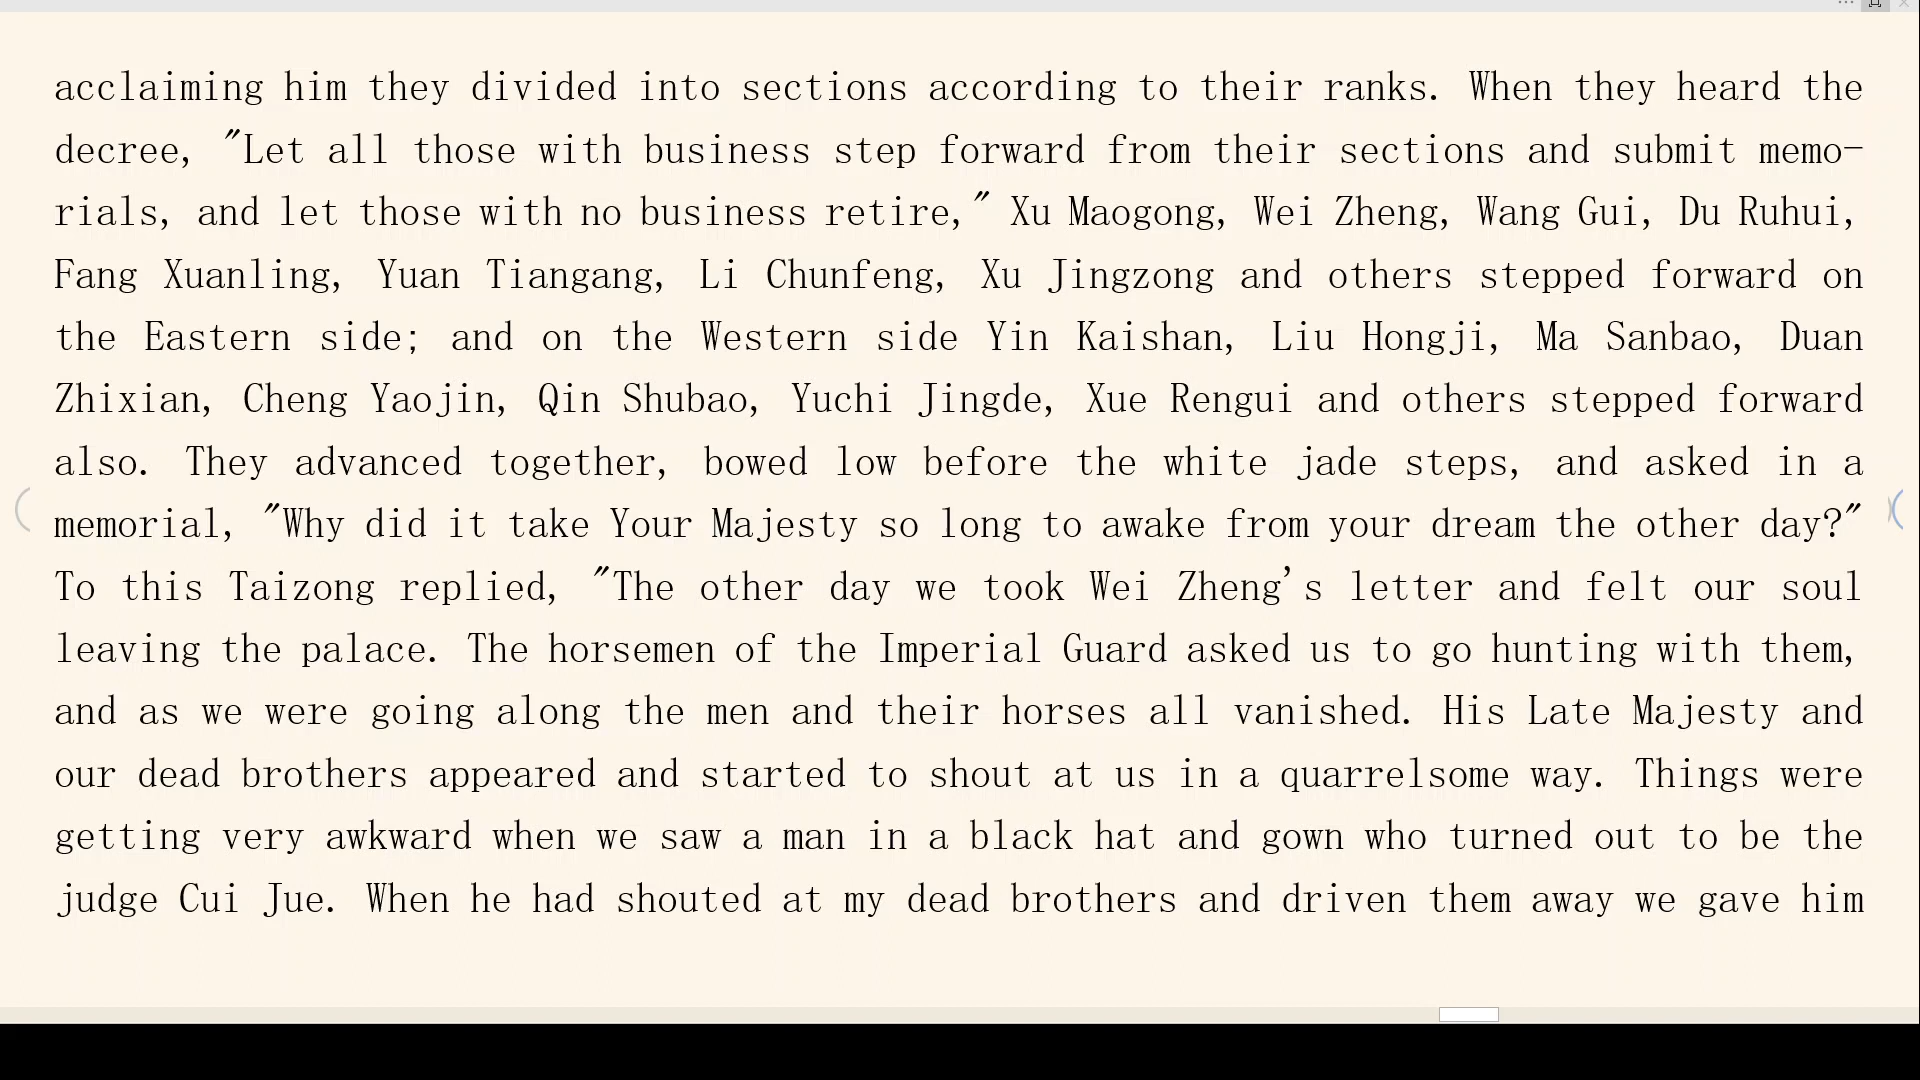 acclaiming him they divided into sections according to their ranks. When they heard the
decree, "Let all those with business step forward from their sections and submit memo-
rials, and let those with no business retire," Xu Maogong, Wei Zheng, Wang Gui, Du Ruhui,
Fang Xuanling, Yuan Tiangang, Li Chunfeng, Xu Jingzong and others stepped forward on
the Eastern side; and on the Western side Yin Kaishan, Liu Hongji, Ma Sanbao, Duan
Zhixian, Cheng Yaojin, Qin Shubao, Yuchi Jingde, Xue Rengui and others stepped forward
also. They advanced together, bowed low before the white jade steps, and asked in a
memorial, "Why did it take Your Majesty so long to awake from your dream the other day?"
To this Taizong replied, "The other day we took Wei Zheng's letter and felt our soul
leaving the palace. The horsemen of the Imperial Guard asked us to go hunting with them,
and as we were going along the men and their horses all vanished. His Late Majesty and
our dead brothers appeared and started to shout at us in a quarrelsome way. Things were
getting very awkward when we saw a man in a black hat and gown who turned out to be the
judge Cui Jue. When he had shouted at my dead brothers and driven them away we gave him